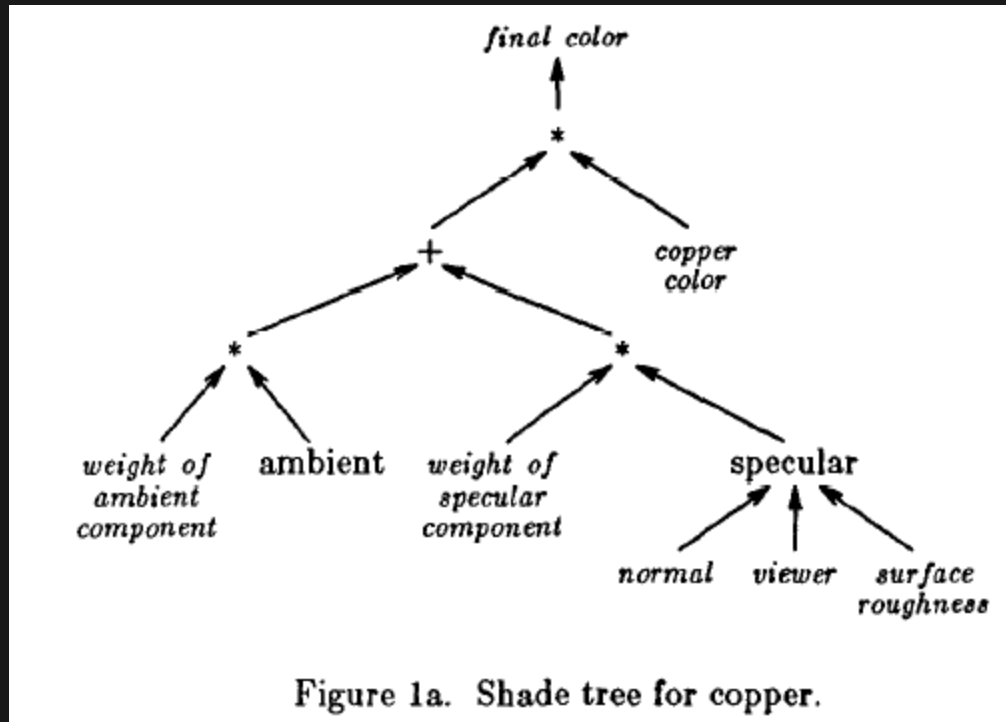 final color
*
+
copper
color
*
*
weight of
ambient
component
ambient
weight of
specular
component
specular
normal
viewer
surface
roughness
Figure 1a. Shade tree for copper.